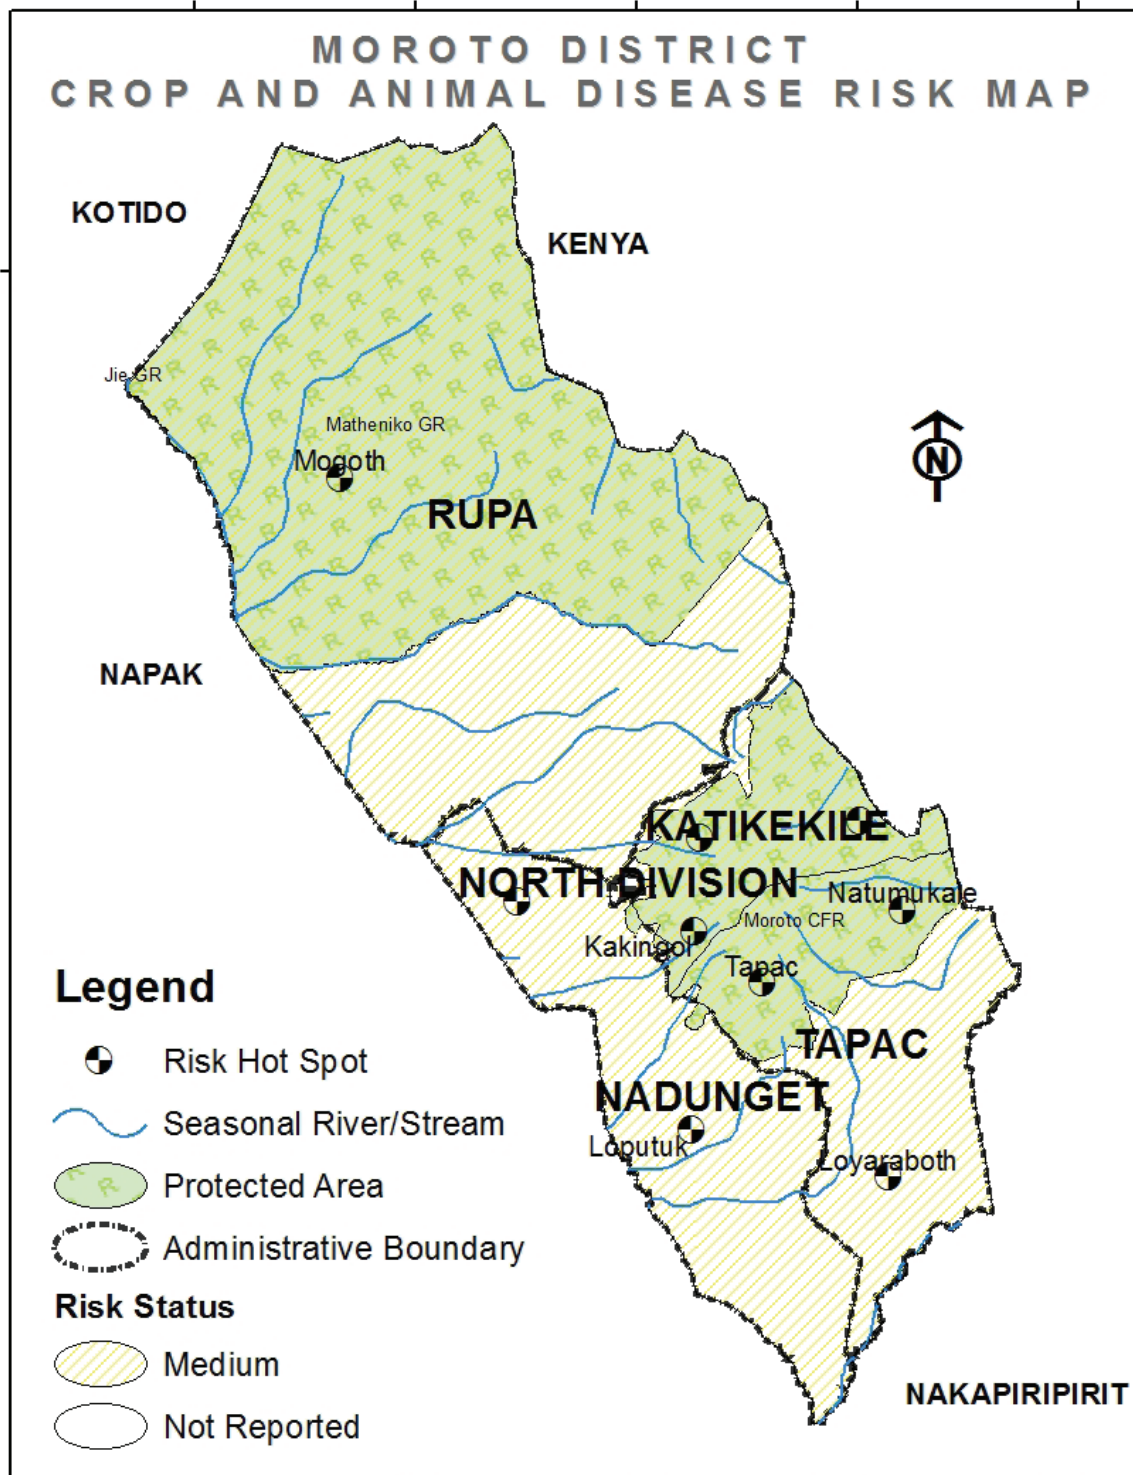 MOROTO DISTRICT
CROP AND ANIMAL DISEASE RISK MAP
KOTIDO
KENYA
Jie GR
Matheniko GR
Mogoth
N
RUPA
NAPAK
KATIKEKILE
NORTH DIVISION
Natumukale
Moroto CFR
Kakingol
Tapac
TAPAC
NADUNGET
Loputuk
Loyaraboth
NAKAPIRIPIRIT
Legend
Risk Hot Spot
Seasonal River/Stream
Protected Area
Administrative Boundary
Risk Status
Medium
Not Reported